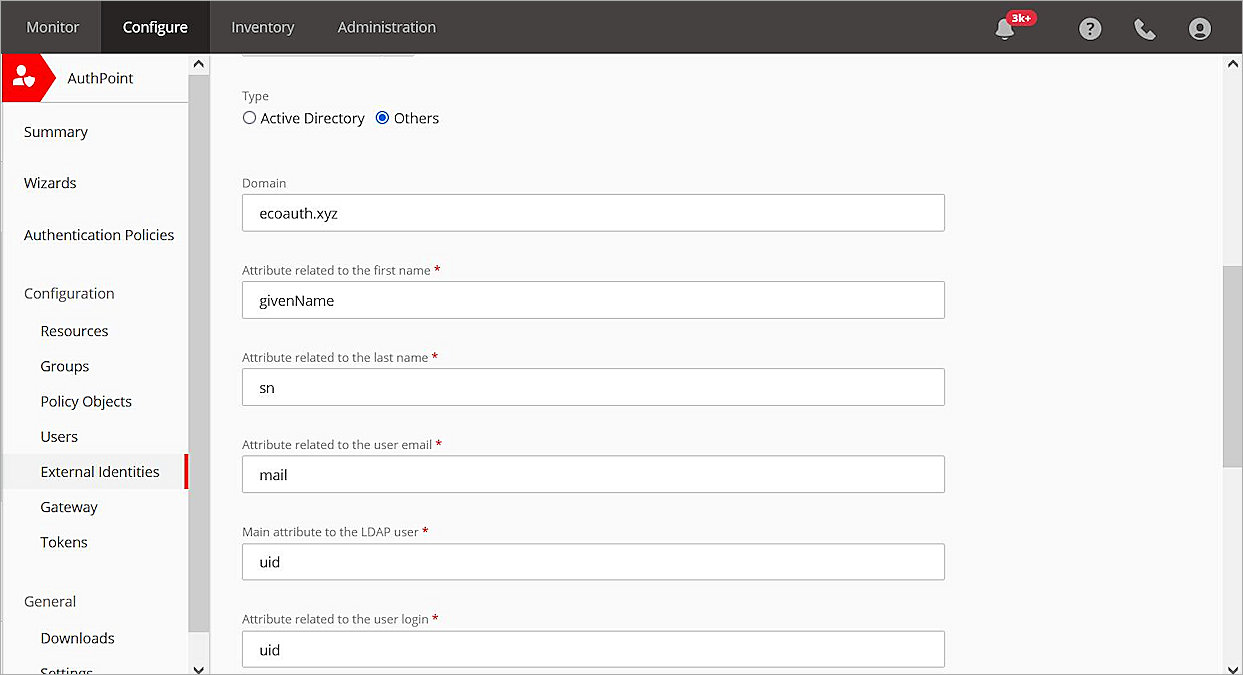 Monitor Configure Inventory Administration 3k+ ?
AuthPoint
Summary
Wizards
Authentication Policies
Configuration
Resources
Groups
Policy Objects
Users
External Identities
Gateway
Tokens
General
Downloads
Settings
Type
Active Directory Others
Domain
ecoauth.xyz
Attribute related to the first name *
givenName
Attribute related to the last name *
sn
Attribute related to the user email *
mail
Main attribute to the LDAP user *
uid
Attribute related to the user login *
uid